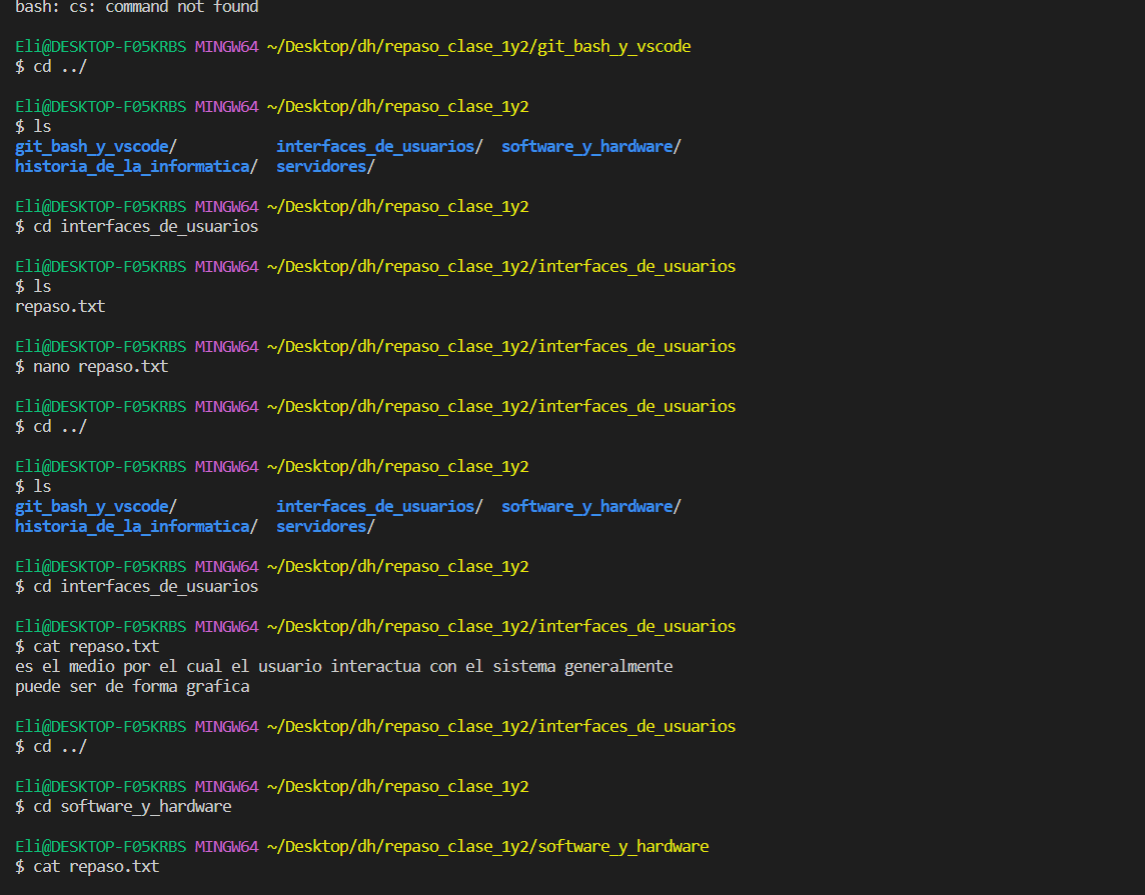 bash: cs: command not found
Eli@DESKTOP-F05KRBS MINGW64 ~/Desktop/dh/repaso_clase_1y2/git_bash_y_vscode
$ cd ../
Eli@DESKTOP-F05KRBS MINGW64 ~/Desktop/dh/repaso_clase_1y2
$ ls
git_bash_y_vscode/           interfaces_de_usuarios/  software_y_hardware/
historia_de_la_informatica/  servidores/
Eli@DESKTOP-F05KRBS MINGW64 ~/Desktop/dh/repaso_clase_1y2
$ cd interfaces_de_usuarios
Eli@DESKTOP-F05KRBS MINGW64 ~/Desktop/dh/repaso_clase_1y2/interfaces_de_usuarios
$ ls
repaso.txt
Eli@DESKTOP-F05KRBS MINGW64 ~/Desktop/dh/repaso_clase_1y2/interfaces_de_usuarios
$ nano repaso.txt
Eli@DESKTOP-F05KRBS MINGW64 ~/Desktop/dh/repaso_clase_1y2/interfaces_de_usuarios
$ cd ../
Eli@DESKTOP-F05KRBS MINGW64 ~/Desktop/dh/repaso_clase_1y2
$ ls
git_bash_y_vscode/           interfaces_de_usuarios/  software_y_hardware/
historia_de_la_informatica/  servidores/
Eli@DESKTOP-F05KRBS MINGW64 ~/Desktop/dh/repaso_clase_1y2
$ cd interfaces_de_usuarios
Eli@DESKTOP-F05KRBS MINGW64 ~/Desktop/dh/repaso_clase_1y2/interfaces_de_usuarios
$ cat repaso.txt
es el medio por el cual el usuario interactua con el sistema generalmente
puede ser de forma grafica
Eli@DESKTOP-F05KRBS MINGW64 ~/Desktop/dh/repaso_clase_1y2/interfaces_de_usuarios
$ cd ../
Eli@DESKTOP-F05KRBS MINGW64 ~/Desktop/dh/repaso_clase_1y2
$ cd software_y_hardware
Eli@DESKTOP-F05KRBS MINGW64 ~/Desktop/dh/repaso_clase_1y2/software_y_hardware
$ cat repaso.txt